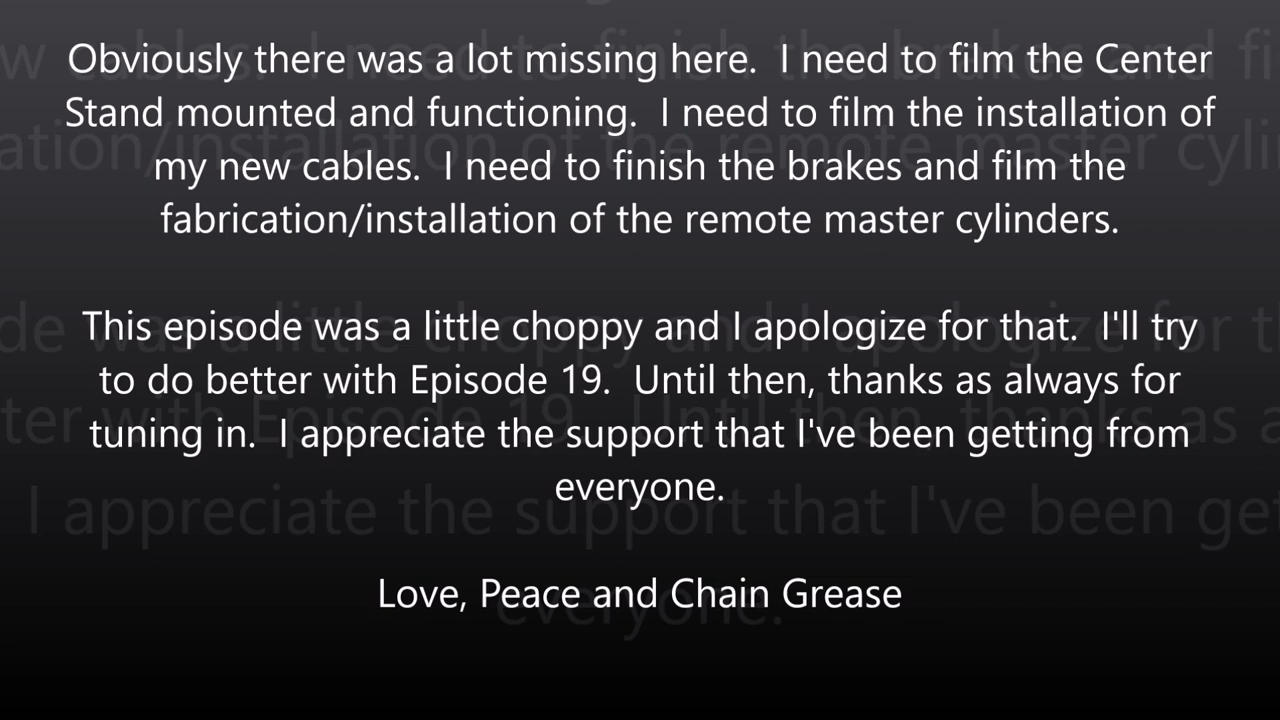 Obviously there was a lot missing here.  I need to film the Center
Stand mounted and functioning.  I need to film the installation of
my new cables.  I need to finish the brakes and film the
fabrication/installation of the remote master cylinders.
This episode was a little choppy and I apologize for that.  I'll try
to do better with Episode 19.  Until then, thanks as always for
tuning in.  I appreciate the support that I've been getting from
everyone.
Love, Peace and Chain Grease